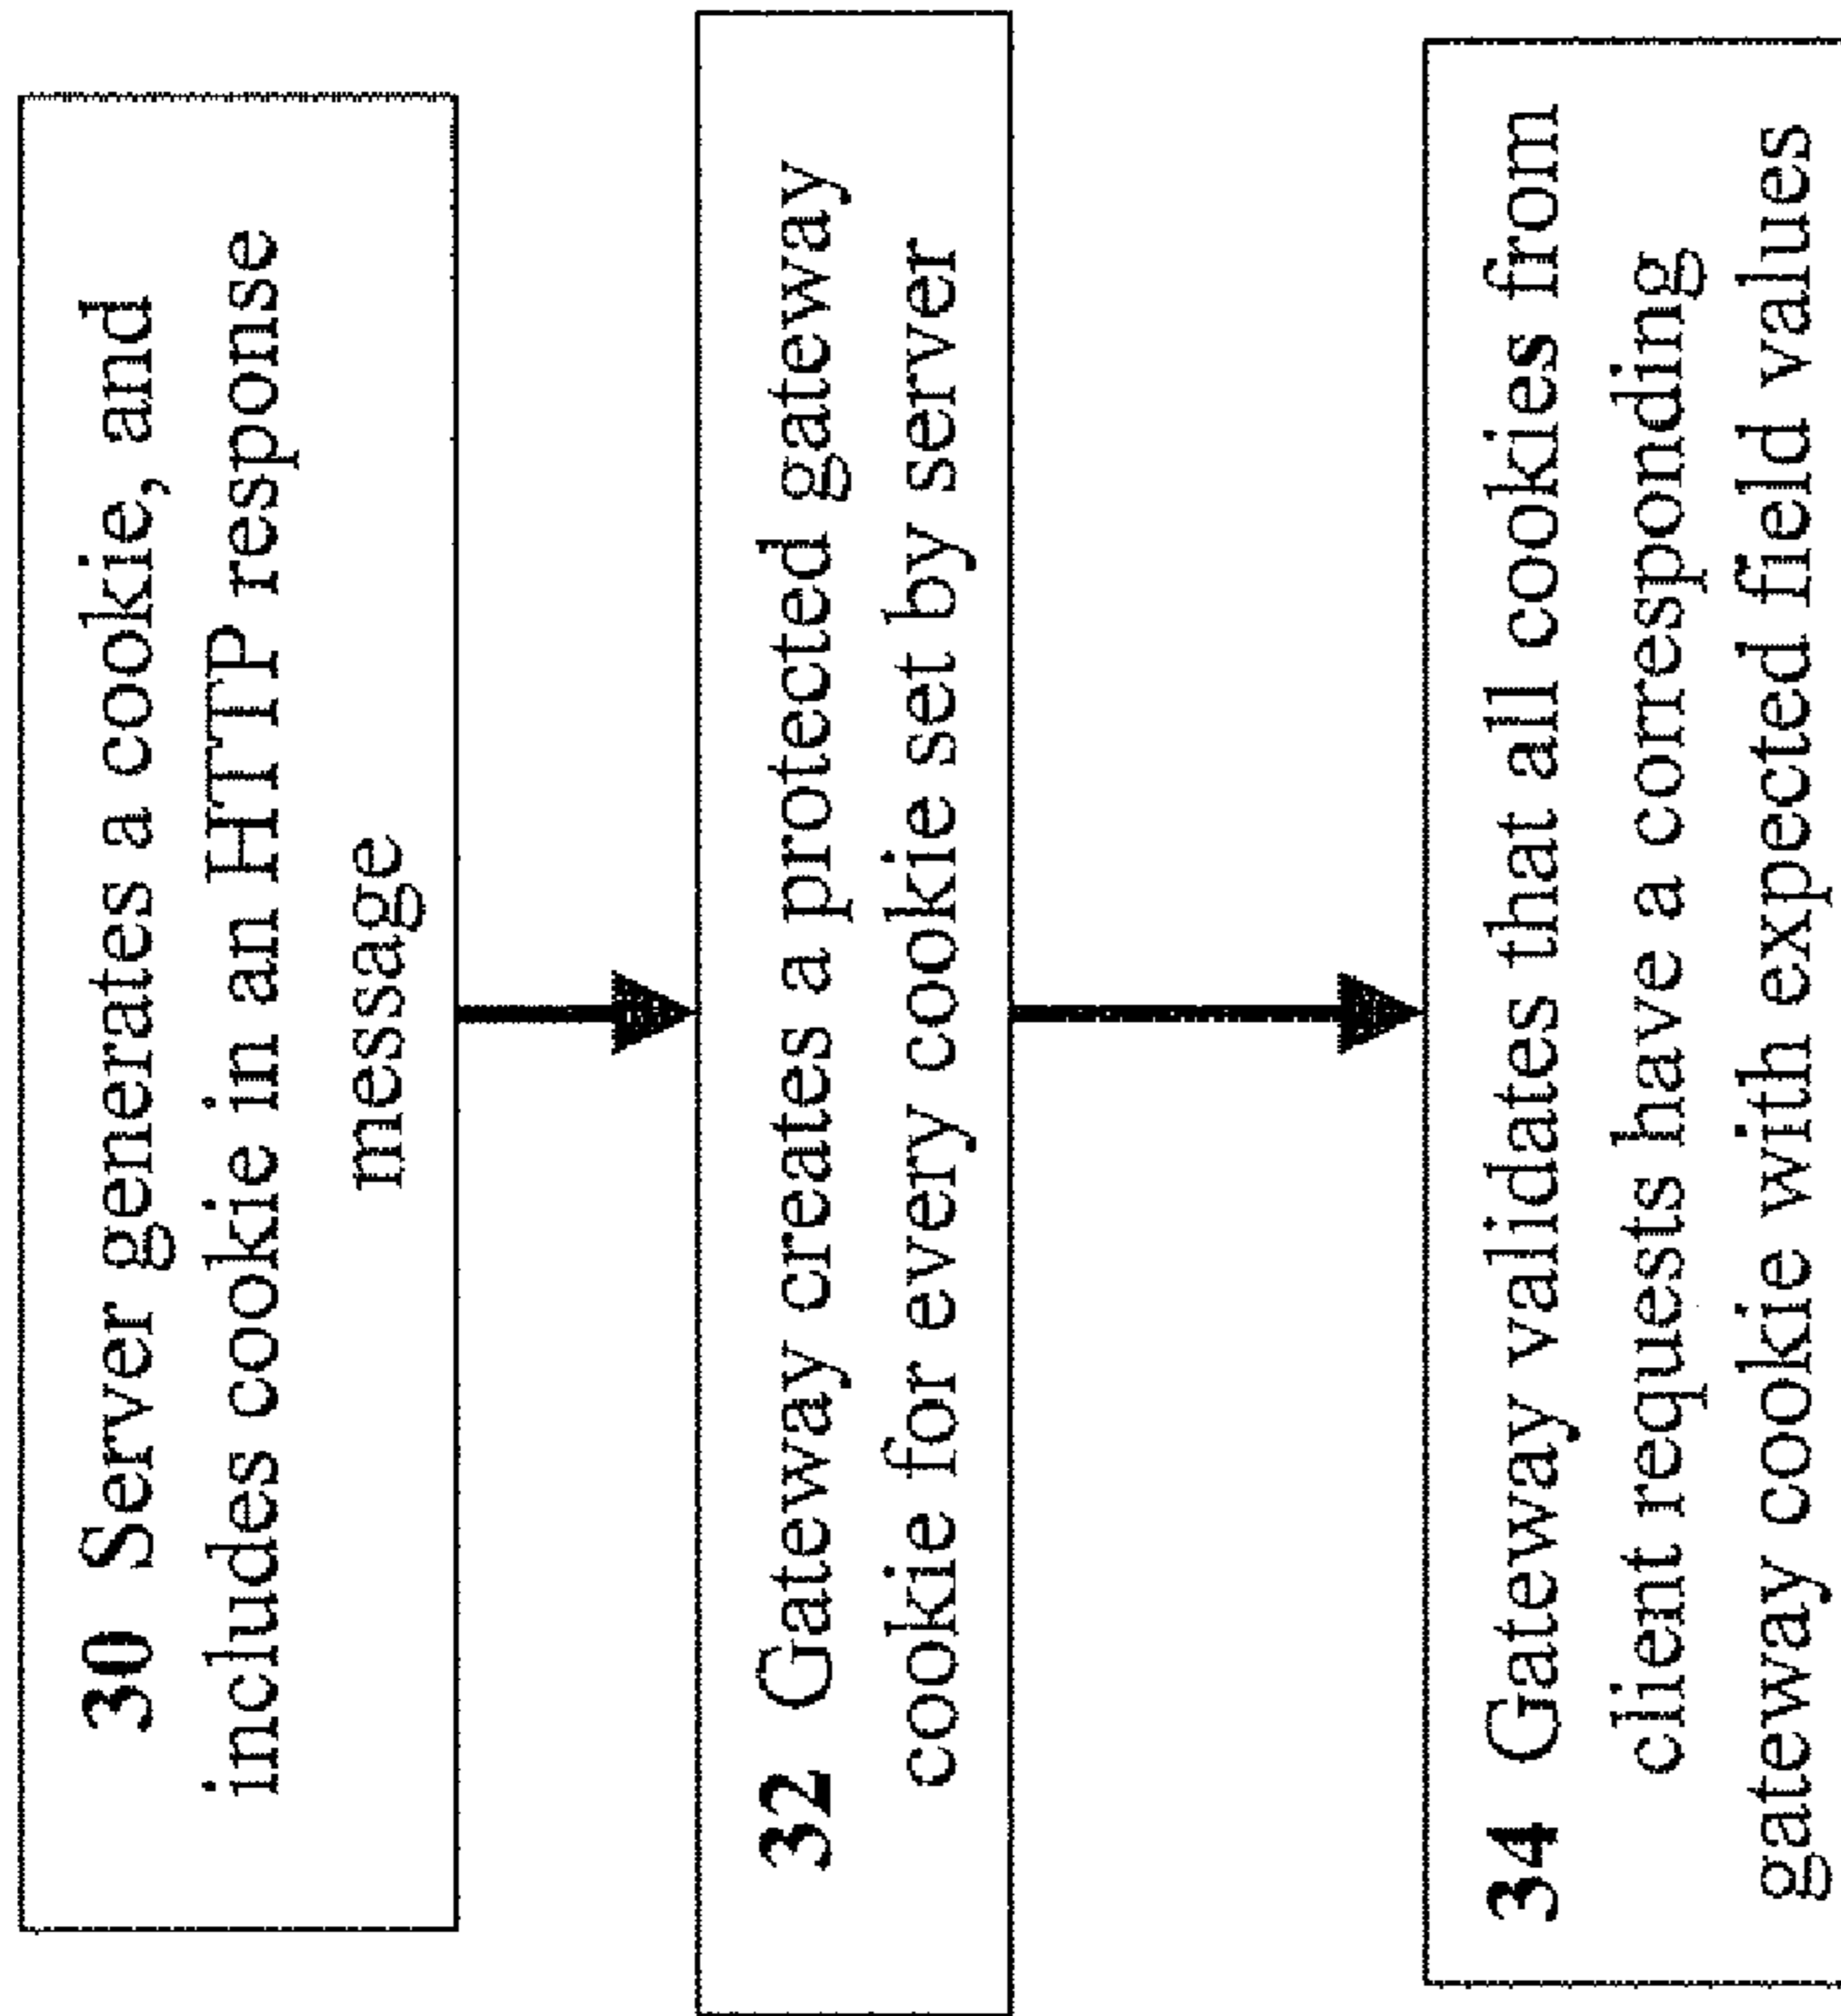 30 Server generates a cookie, and
includes cookie in an HTTP response
message
32 Gateway creates a protected gateway
cookie for every cookie set by server
34 Gateway validates that all cookies from
client requests have a corresponding
gateway cookie with expected field values